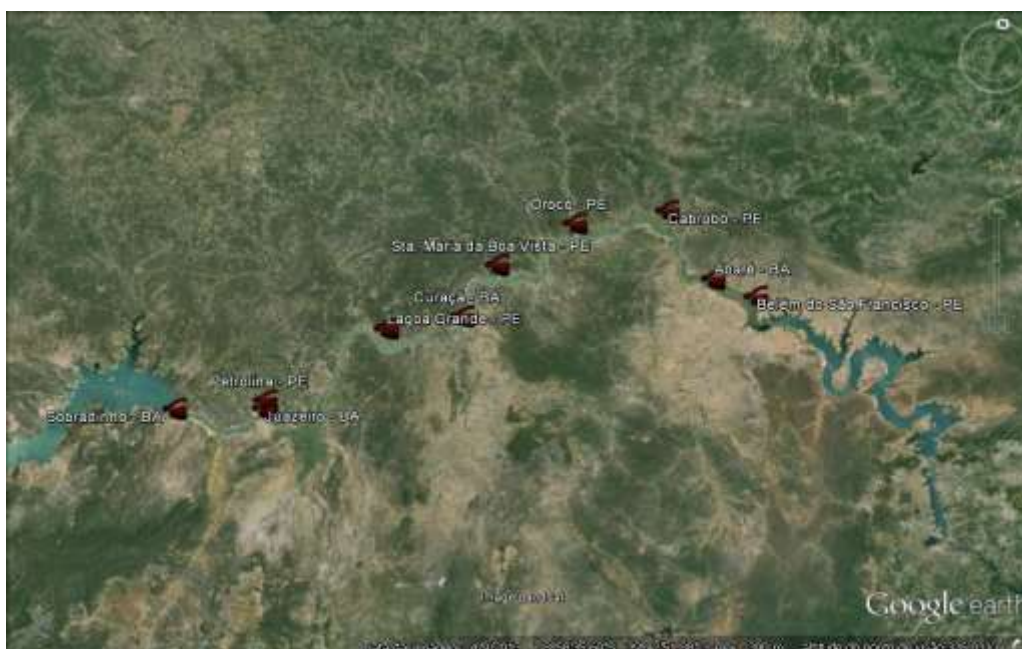 Orocó - PE
Cabrobo - PE
Sta. Maria da Boa Vista - PE
Abaré - BA
Curaçá - BA
Belém do São Francisco - PE
Lagoa Grande - PE
Petrolina - PE
Sobradinho - BA
Juazeiro - BA
Google earth